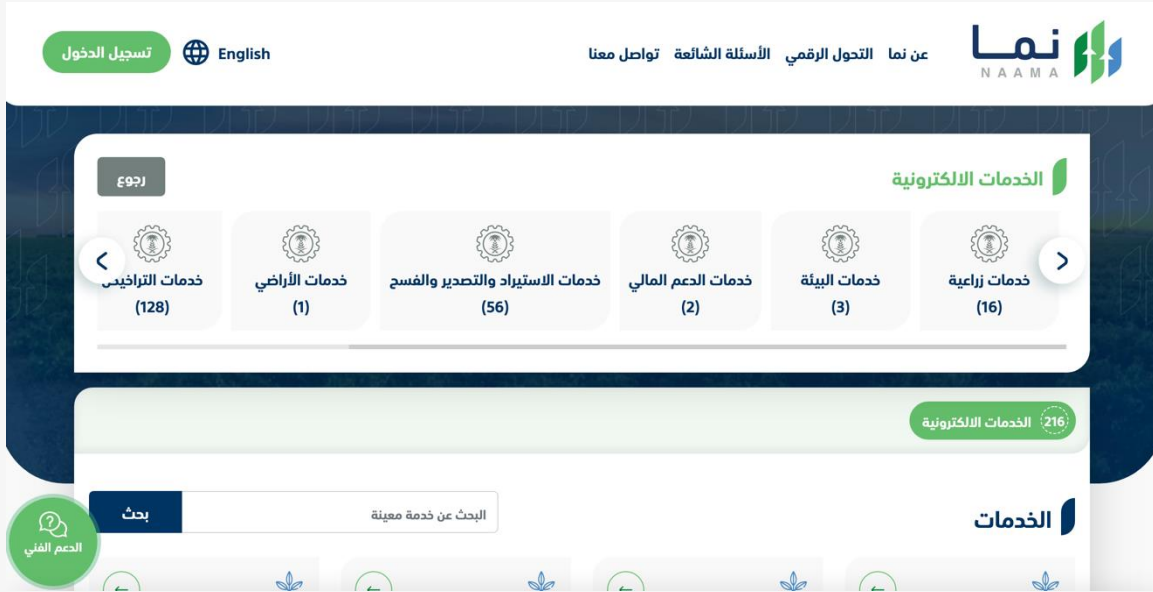 نما
NAAMA
عن نما
التحول الرقمي
الأسئلة الشائعة
تواصل معنا
English
تسجيل الدخول
الخدمات الالكترونية
رجوع
خدمات زراعية
(16)
خدمات البيئة
(3)
خدمات الدعم المالي
(2)
خدمات الاستيراد والتصدير والفسح
(56)
خدمات الأراضي
(1)
خدمات
(128)
216 الخدمات الالكترونية
الخدمات
البحث عن خدمة معينة
بحث
الدعم الفني